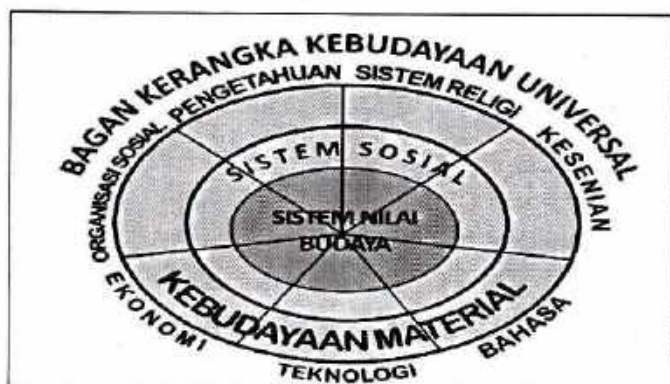 BAGAN KERANGKA KEBUDAYAAN UNIVERSAL
ORGANISASI SOSIAL
PENGETAHUAN
SISTEM RELIGI
KESENIAN
SISTEM SOSIAL
SISTEM NILAI
BUDAYA
KEBUDAYAAN MATERIAL
EKONOMI
TEKNOLOGI
BAHASA